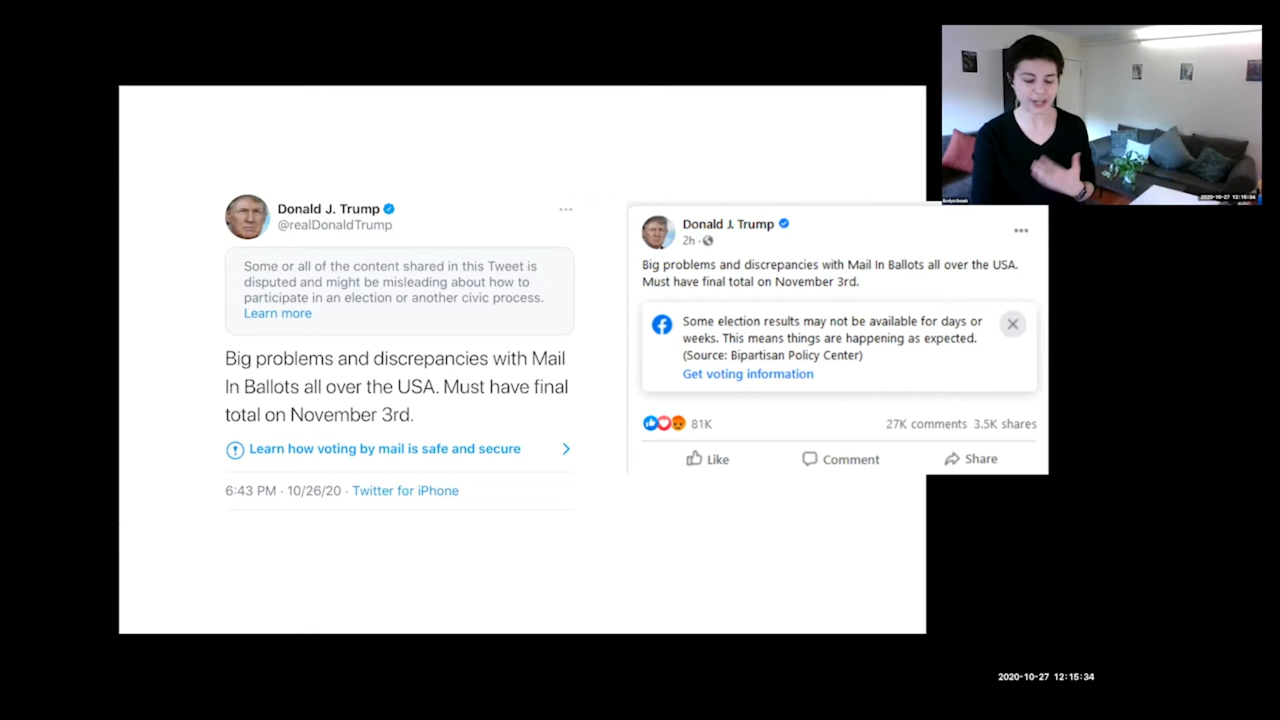 Donald J. Trump
@realDonaldTrump
Some or all of the content shared in this Tweet is
disputed and might be misleading about how to
participate in an election or another civic process.
Learn more
Big problems and discrepancies with Mail
In Ballots all over the USA. Must have final
total on November 3rd.
Learn how voting by mail is safe and secure
6:43 PM · 10/26/20 · Twitter for iPhone
Donald J. Trump
2h ·
Big problems and discrepancies with Mail In Ballots all over the USA.
Must have final total on November 3rd.
Some election results may not be available for days or
weeks. This means things are happening as expected.
(Source: Bipartisan Policy Center)
Get voting information
81K
27K comments 3.5K shares
Like
Comment
Share
2020-10-27 12:15:34
2020-10-27 12:15:34